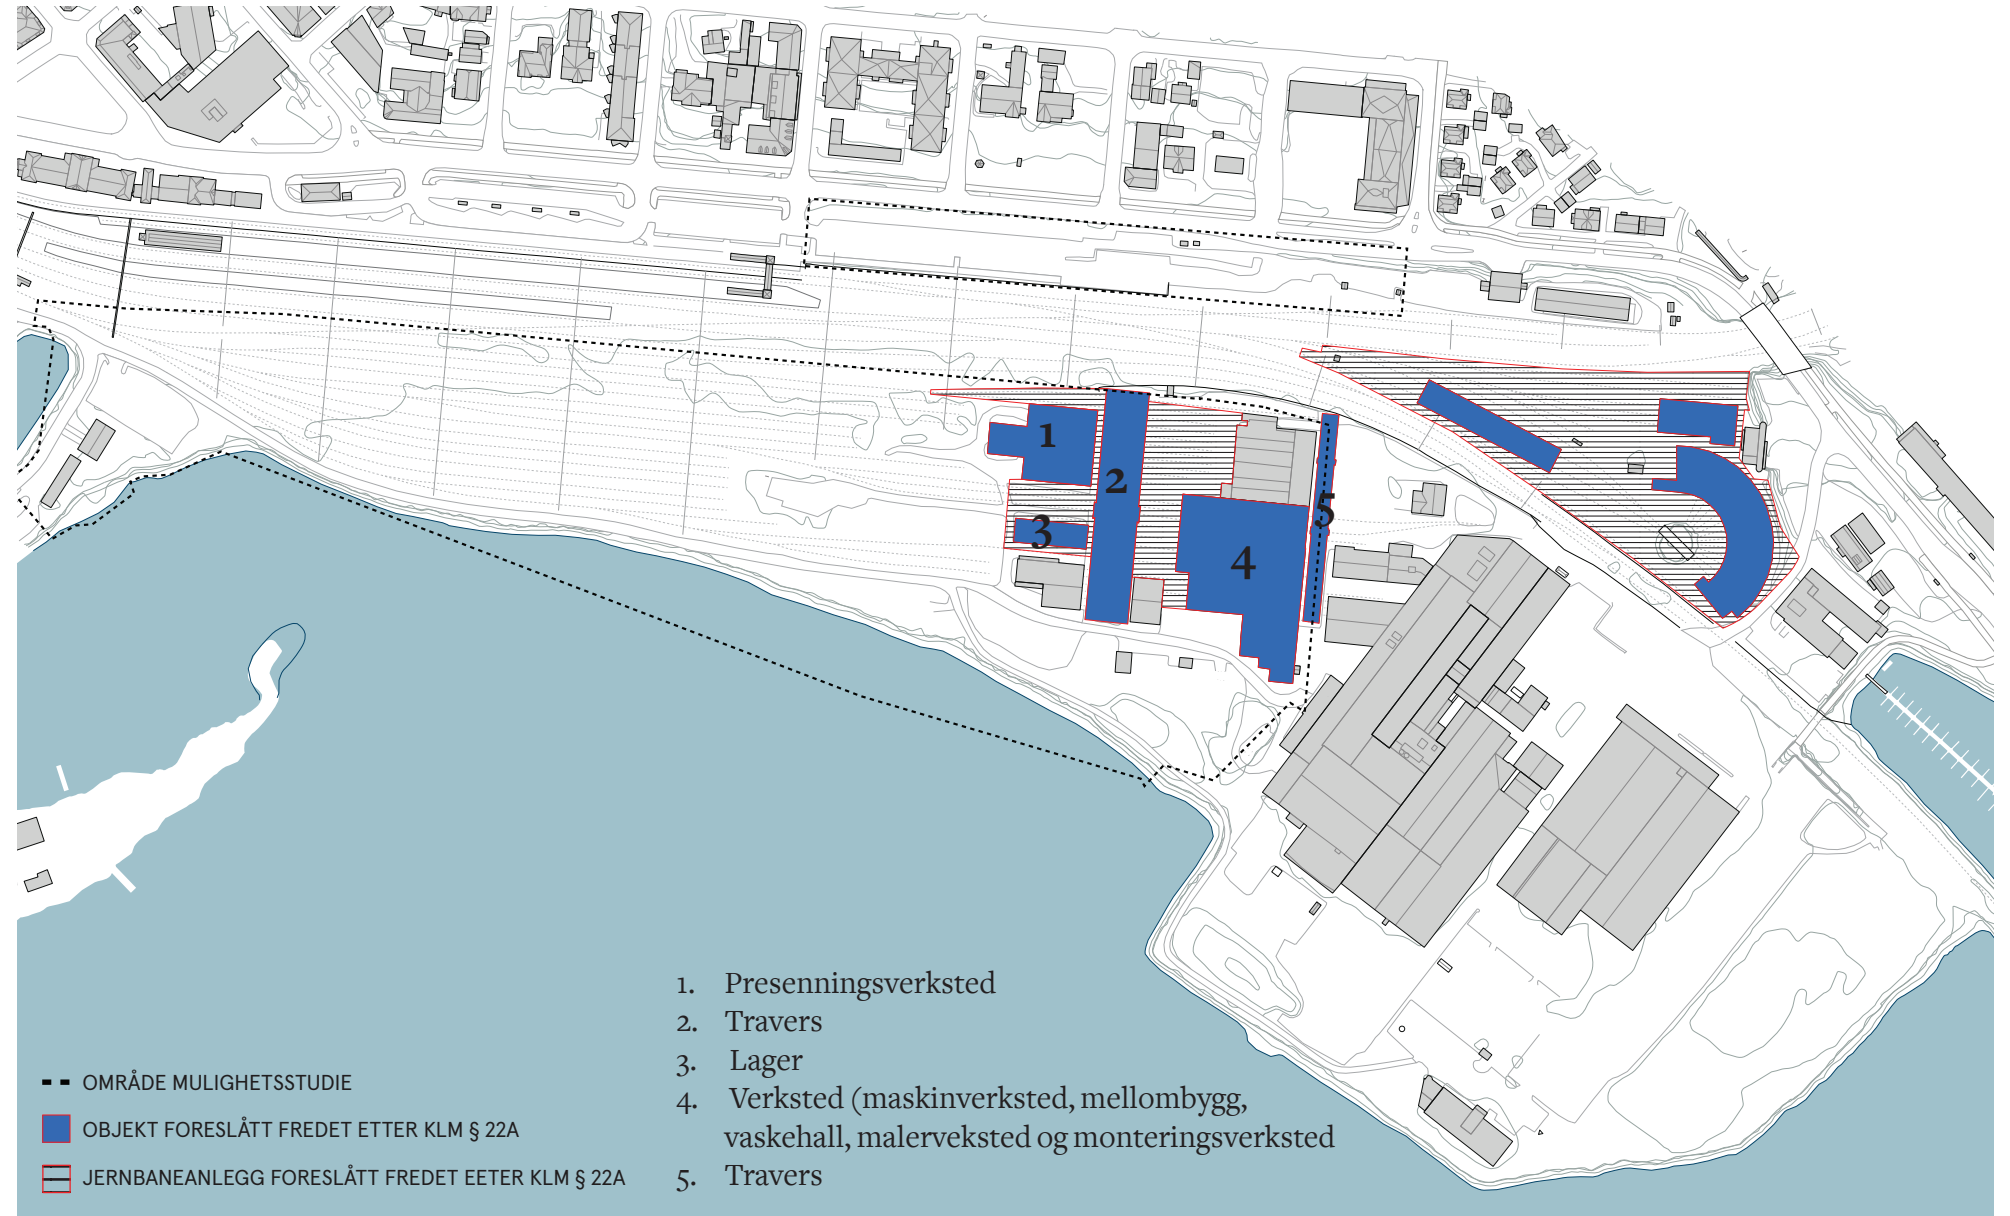 1
2
3
4
5
1. Presenningsverksted
2. Travers
3. Lager
4. Verksted (maskinverksted, mellombygg,
vaskehall, malerveksted og monteringsverksted
5. Travers
OMRÅDE MULIGHETSSTUDIE
OBJEKT FORESLÅTT FREDET ETTER KLM § 22A
JERNBANEANLEGG FORESLÅTT FREDET EETER KLM § 22A